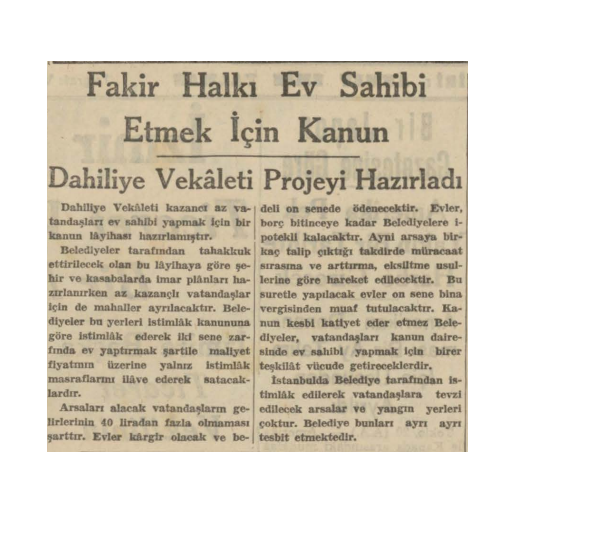 Fakir Halkı Ev Sahibi
Etmek İçin Kanun
Dahiliye Vekâleti Projeyi Hazırladı
Dahiliye Vekâleti kazancı az va-
tandaşları ev sahibi yapmak için bir
kanun lâyihası hazırlamıştır.
Belediyeler tarafından tahakkuk
ettirilecek olan bu lâyihaya göre şe-
hir ve kasabalarda imar plânları ha-
zırlanırken az kazançlı vatandaşlar
için de mahaller ayrılacaktır. Bele-
diyeler bu yerleri istimlâk kanununa
göre istimlâk ederek iki sene zar-
fında ev yaptırmak şartile maliyet
fiyatının üzerine yalnız istimlâk
masraflarını ilâve ederek satacak-
lardır.
Arsaları alacak vatandaşların ge-
lirlerinin 40 liradan fazla olmaması
şarttır. Evler kârgir olacak ve be-
deli on senede ödenecektir. Evler,
borç bitinceye kadar Belediyelere i-
potekli kalacaktır. Ayni arsaya bir-
kaç talip çıktığı takdirde müracaat
sırasına ve arttırma, eksiltme usul-
lerine göre hareket edilecektir. Bu
suretle yapılacak evler on sene bina
vergisinden muaf tutulacaktır. Ka-
nun kesbi katiyet eder etmez Bele-
diyeler, vatandaşları kanun daire-
sinde ev sahibi yapmak için birer
teşkilât vücude getireceklerdir.
İstanbulda Belediye tarafından is-
timlâk edilerek vatandaşlara tevzi
edilecek arsalar ve yangın yerleri
çoktur. Belediye bunları ayrı ayrı
tesbit etmektedir.